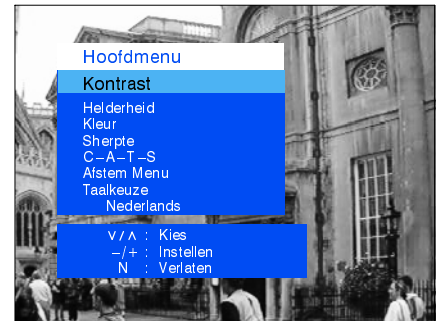 Hoofdmenu
Kontrast
Helderheid
Kleur
Sherpte
C–A–T–S
Afstem Menu
Taalkeuze
Nederlands
∨/∧ : Kies
–/+ : Instellen
N : Verlaten